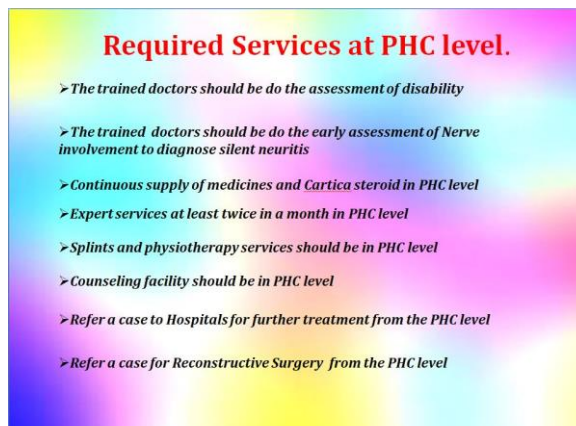 Required Services at PHC level.
➢The trained doctors should be do the assessment of disability
➢The trained doctors should be do the early assessment of Nerve
involvement to diagnose silent neuritis
➢Continuous supply of medicines and Cartica steroid in PHC level
➢Expert services at least twice in a month in PHC level
➢Splints and physiotherapy services should be in PHC level
➢Counseling facility should be in PHC level
➢Refer a case to Hospitals for further treatment from the PHC level
➢Refer a case for Reconstructive Surgery from the PHC level